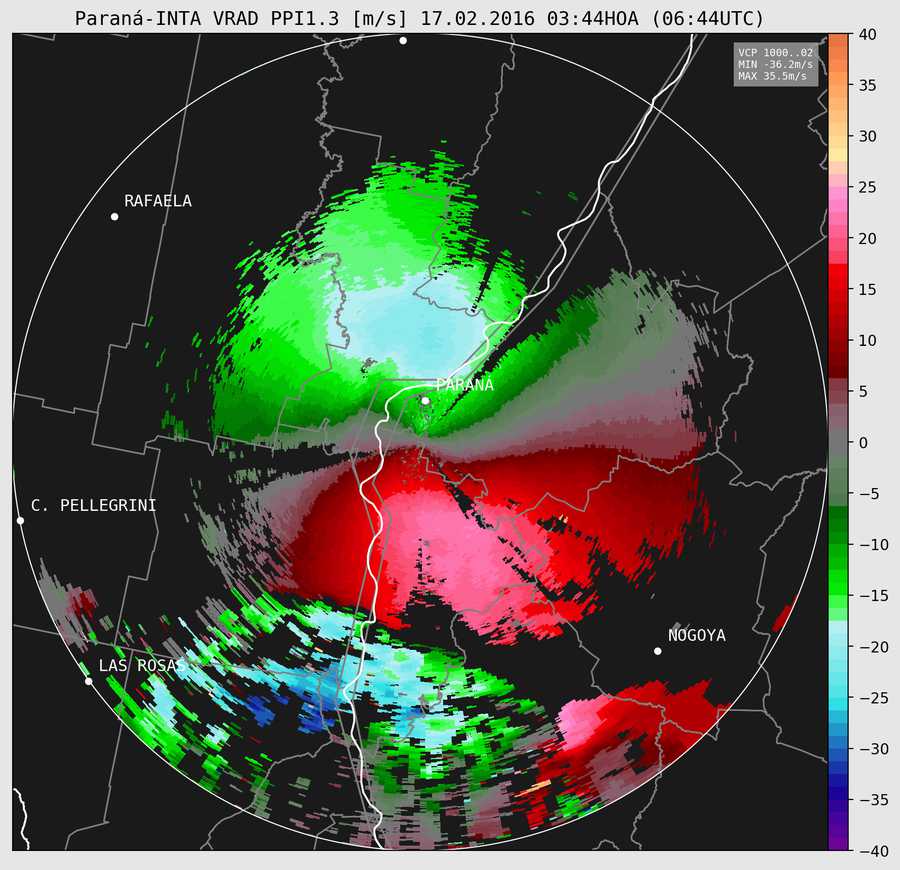 Paraná-INTA VRAD PPI1.3 [m/s] 17.02.2016 03:44HOA (06:44UTC)
VCP 1000..02
MIN -36.2m/s
MAX 35.5m/s
RAFAELA
PARANA
C. PELLEGRINI
NOGOYA
LAS ROSAS
40
35
30
25
20
15
10
5
0
−5
−10
−15
−20
−25
−30
−35
−40